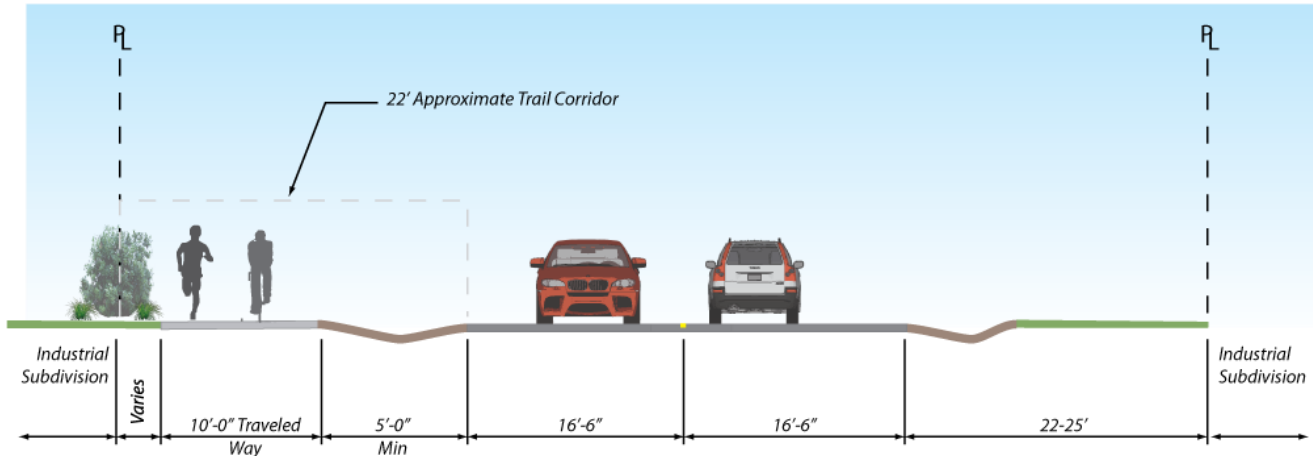 PL
PL
22' Approximate Trail Corridor
Industrial
Subdivision
Varies
10'-0" Traveled
Way
5'-0"
Min
16'-6"
16'-6"
22-25'
Industrial
Subdivision